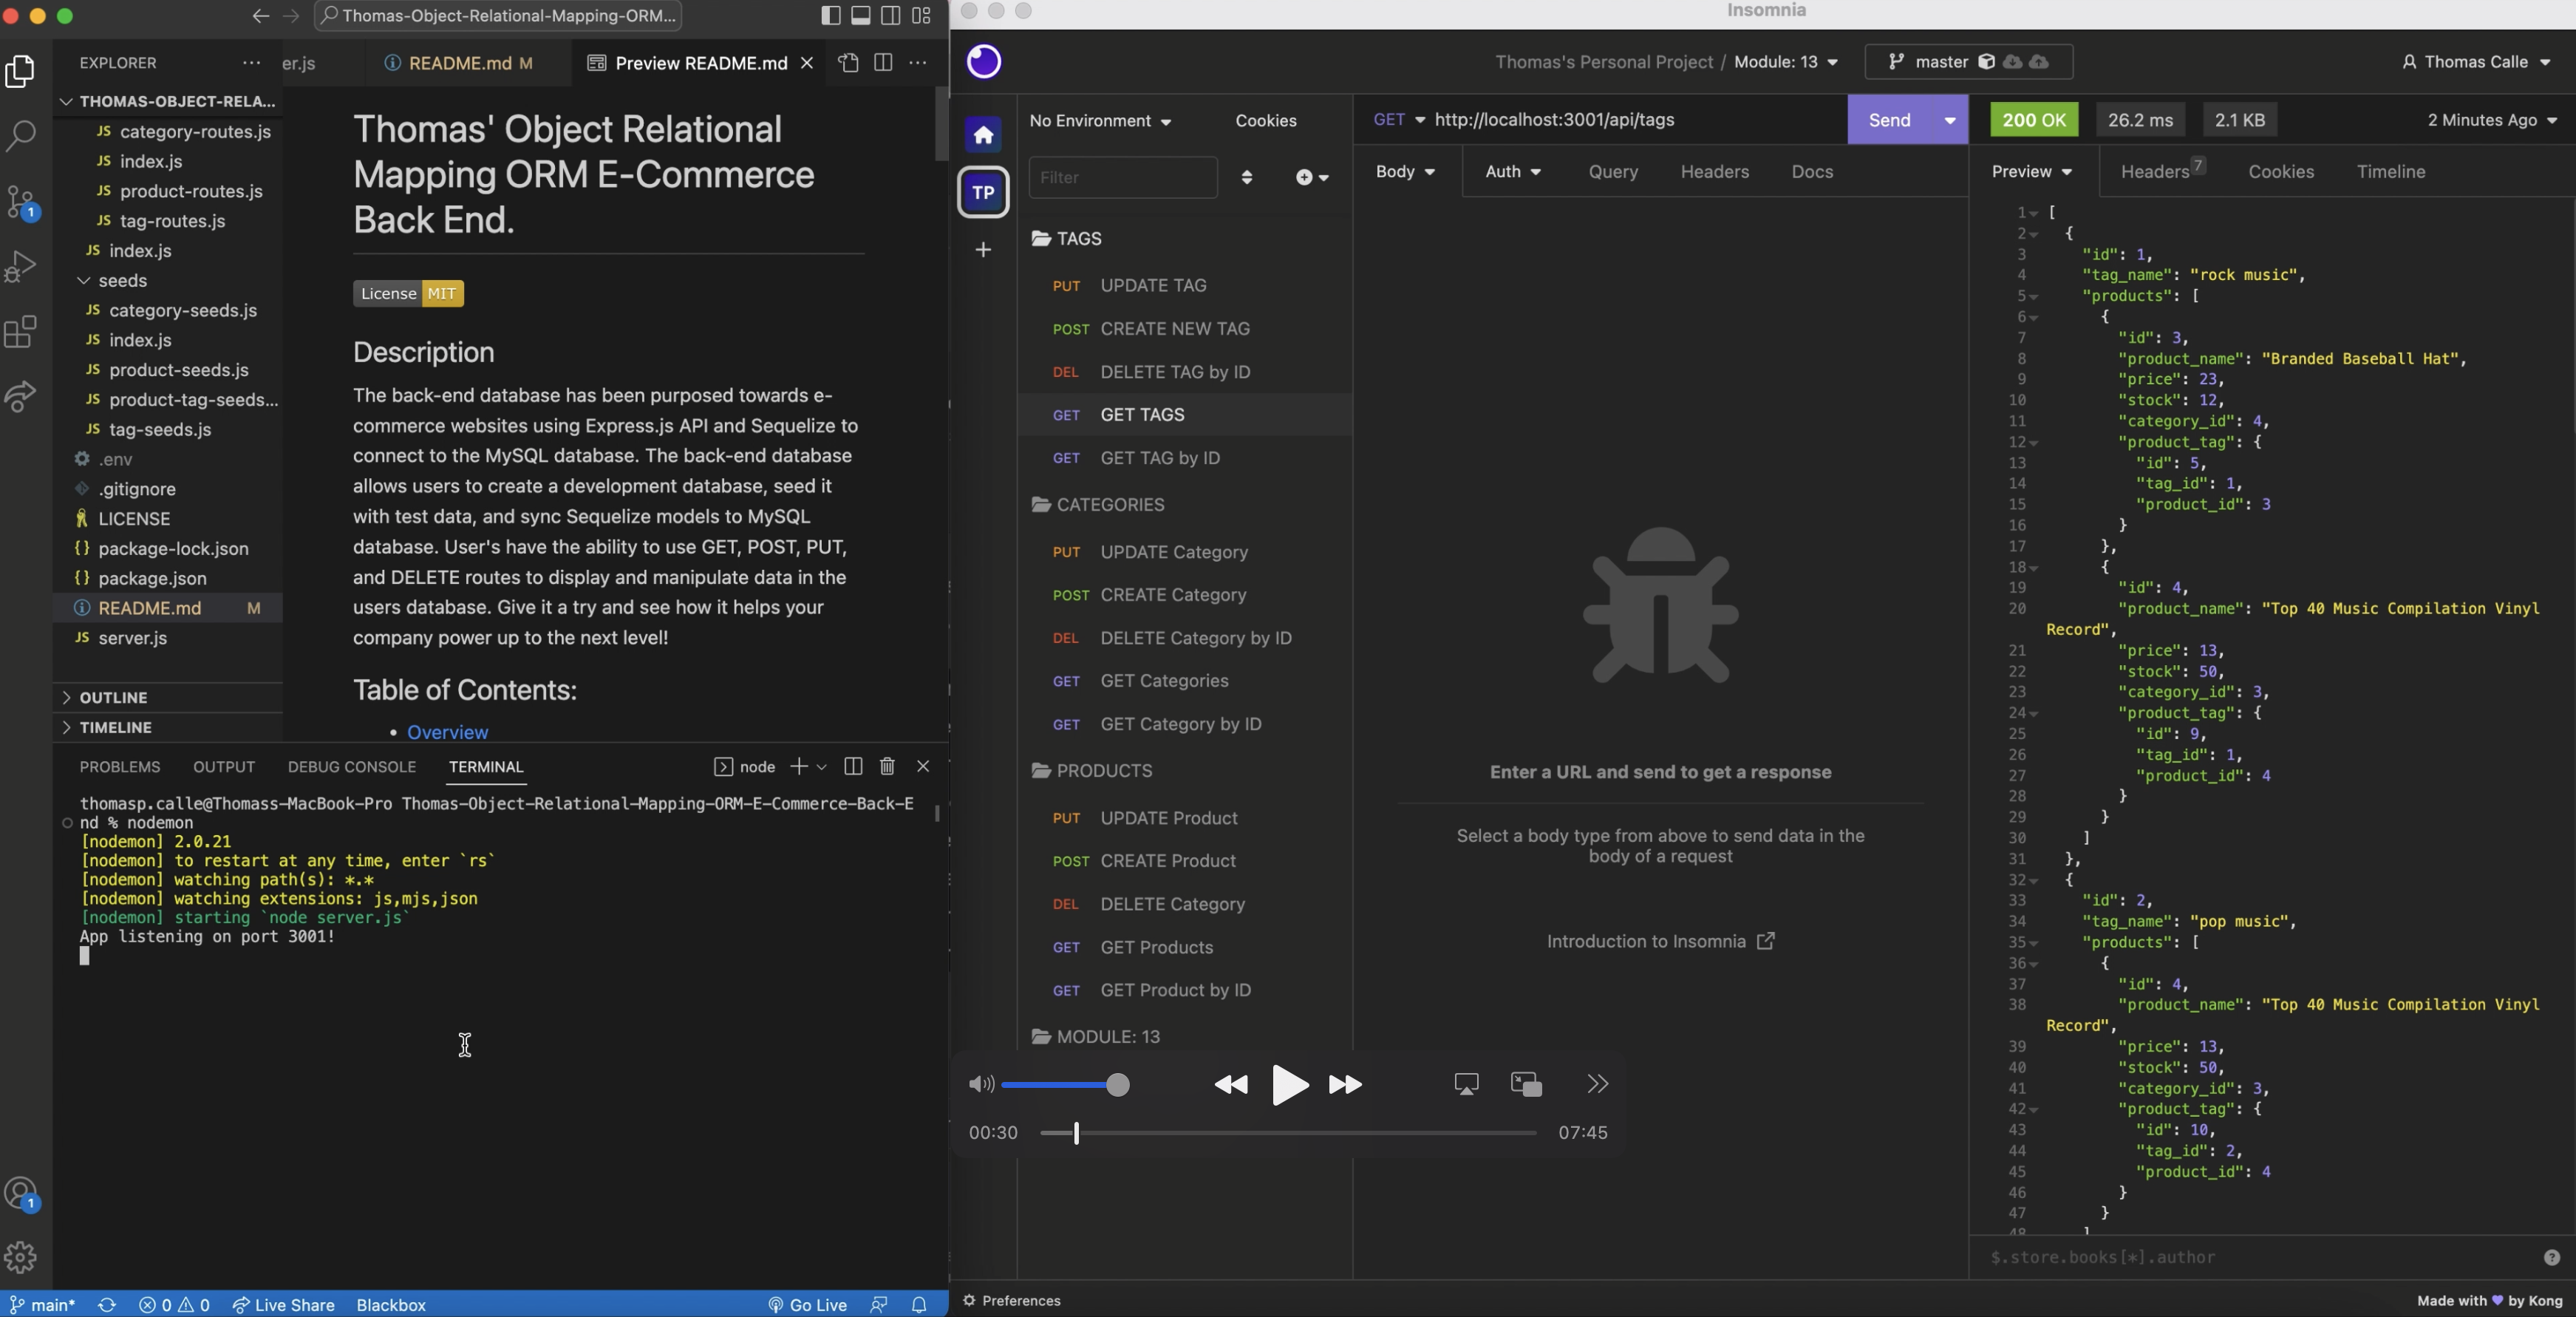 Thomas-Object-Relational-Mapping-ORM...
EXPLORER
er.js
README.md M
Preview README.md
THOMAS-OBJECT-RELA...
JS category-routes.js
JS index.js
JS product-routes.js
JS tag-routes.js
JS index.js
seeds
JS category-seeds.js
JS index.js
JS product-seeds.js
JS product-tag-seeds...
JS tag-seeds.js
.env
.gitignore
LICENSE
{} package-lock.json
{} package.json
README.md M
JS server.js
OUTLINE
TIMELINE
1
1
Thomas' Object Relational
Mapping ORM E-Commerce
Back End.
License MIT
Description
The back-end database has been purposed towards e-
commerce websites using Express.js API and Sequelize to
connect to the MySQL database. The back-end database
allows users to create a development database, seed it
with test data, and sync Sequelize models to MySQL
database. User's have the ability to use GET, POST, PUT,
and DELETE routes to display and manipulate data in the
users database. Give it a try and see how it helps your
company power up to the next level!
Table of Contents:
• Overview
PROBLEMS OUTPUT DEBUG CONSOLE TERMINAL
node
thomasp.calle@Thomass-MacBook-Pro Thomas-Object-Relational-Mapping-ORM-E-Commerce-Back-E
nd % nodemon
[nodemon] 2.0.21
[nodemon] to restart at any time, enter `rs`
[nodemon] watching path(s): *.*
[nodemon] watching extensions: js,mjs,json
[nodemon] starting `node server.js`
App listening on port 3001!
main* 0 0 Live Share Blackbox Go Live
Insomnia
Thomas's Personal Project / Module: 13
master
Thomas Calle
TP
No Environment Cookies
Filter
TAGS
PUT UPDATE TAG
POST CREATE NEW TAG
DEL DELETE TAG by ID
GET GET TAGS
GET GET TAG by ID
CATEGORIES
PUT UPDATE Category
POST CREATE Category
DEL DELETE Category by ID
GET GET Categories
GET GET Category by ID
PRODUCTS
PUT UPDATE Product
POST CREATE Product
DEL DELETE Category
GET GET Products
GET GET Product by ID
MODULE: 13
GET http://localhost:3001/api/tags
Send
Body Auth Query Headers Docs
Enter a URL and send to get a response
Select a body type from above to send data in the
body of a request
Introduction to Insomnia
00:30
07:45
200 OK 26.2 ms 2.1 KB 2 Minutes Ago
Preview Headers 7 Cookies Timeline
1 [
2 {
3 "id": 1,
4 "tag_name": "rock music",
5 "products": [
6 {
7 "id": 3,
8 "product_name": "Branded Baseball Hat",
9 "price": 23,
10 "stock": 12,
11 "category_id": 4,
12 "product_tag": {
13 "id": 5,
14 "tag_id": 1,
15 "product_id": 3
16 }
17 },
18 {
19 "id": 4,
20 "product_name": "Top 40 Music Compilation Vinyl
Record",
21 "price": 13,
22 "stock": 50,
23 "category_id": 3,
24 "product_tag": {
25 "id": 9,
26 "tag_id": 1,
27 "product_id": 4
28 }
29 }
30 ]
31 },
32 {
33 "id": 2,
34 "tag_name": "pop music",
35 "products": [
36 {
37 "id": 4,
38 "product_name": "Top 40 Music Compilation Vinyl
Record",
39 "price": 13,
40 "stock": 50,
41 "category_id": 3,
42 "product_tag": {
43 "id": 10,
44 "tag_id": 2,
45 "product_id": 4
46 }
47 }
48 ]
$.store.books[*].author
Preferences
Made with by Kong